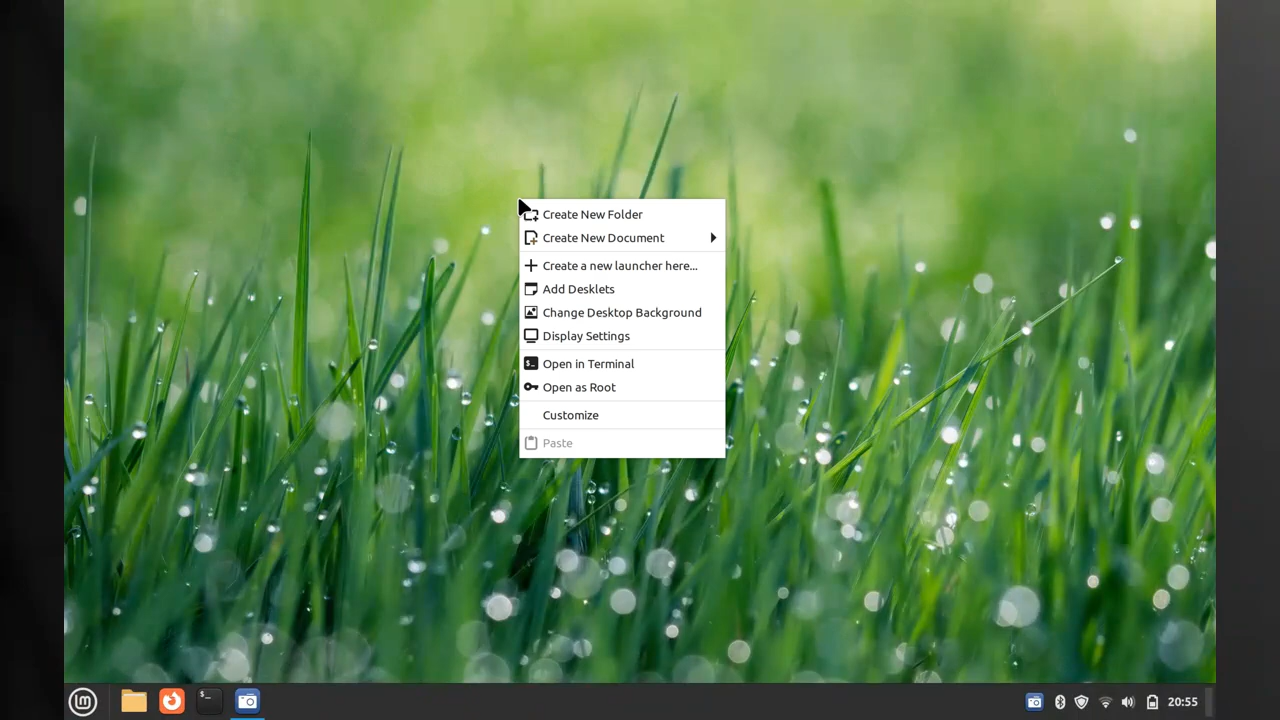 Create New Folder
Create New Document
Create a new launcher here...
Add Desklets
Change Desktop Background
Display Settings
Open in Terminal
Open as Root
Customize
Paste
20:55